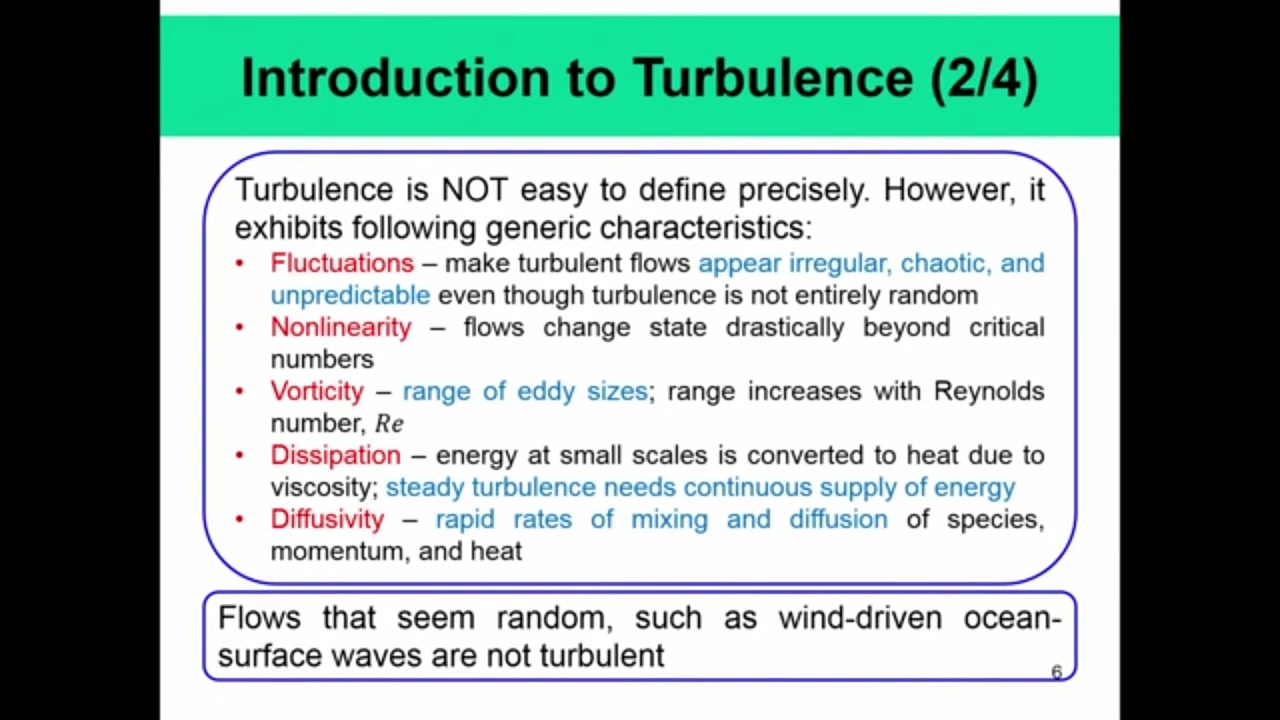 Introduction to Turbulence (2/4)
Turbulence is NOT easy to define precisely. However, it
exhibits following generic characteristics:
• Fluctuations – make turbulent flows appear irregular, chaotic, and
unpredictable even though turbulence is not entirely random
• Nonlinearity – flows change state drastically beyond critical
numbers
• Vorticity – range of eddy sizes; range increases with Reynolds
number, Re
• Dissipation – energy at small scales is converted to heat due to
viscosity; steady turbulence needs continuous supply of energy
• Diffusivity – rapid rates of mixing and diffusion of species,
momentum, and heat
Flows that seem random, such as wind-driven ocean-
surface waves are not turbulent
6